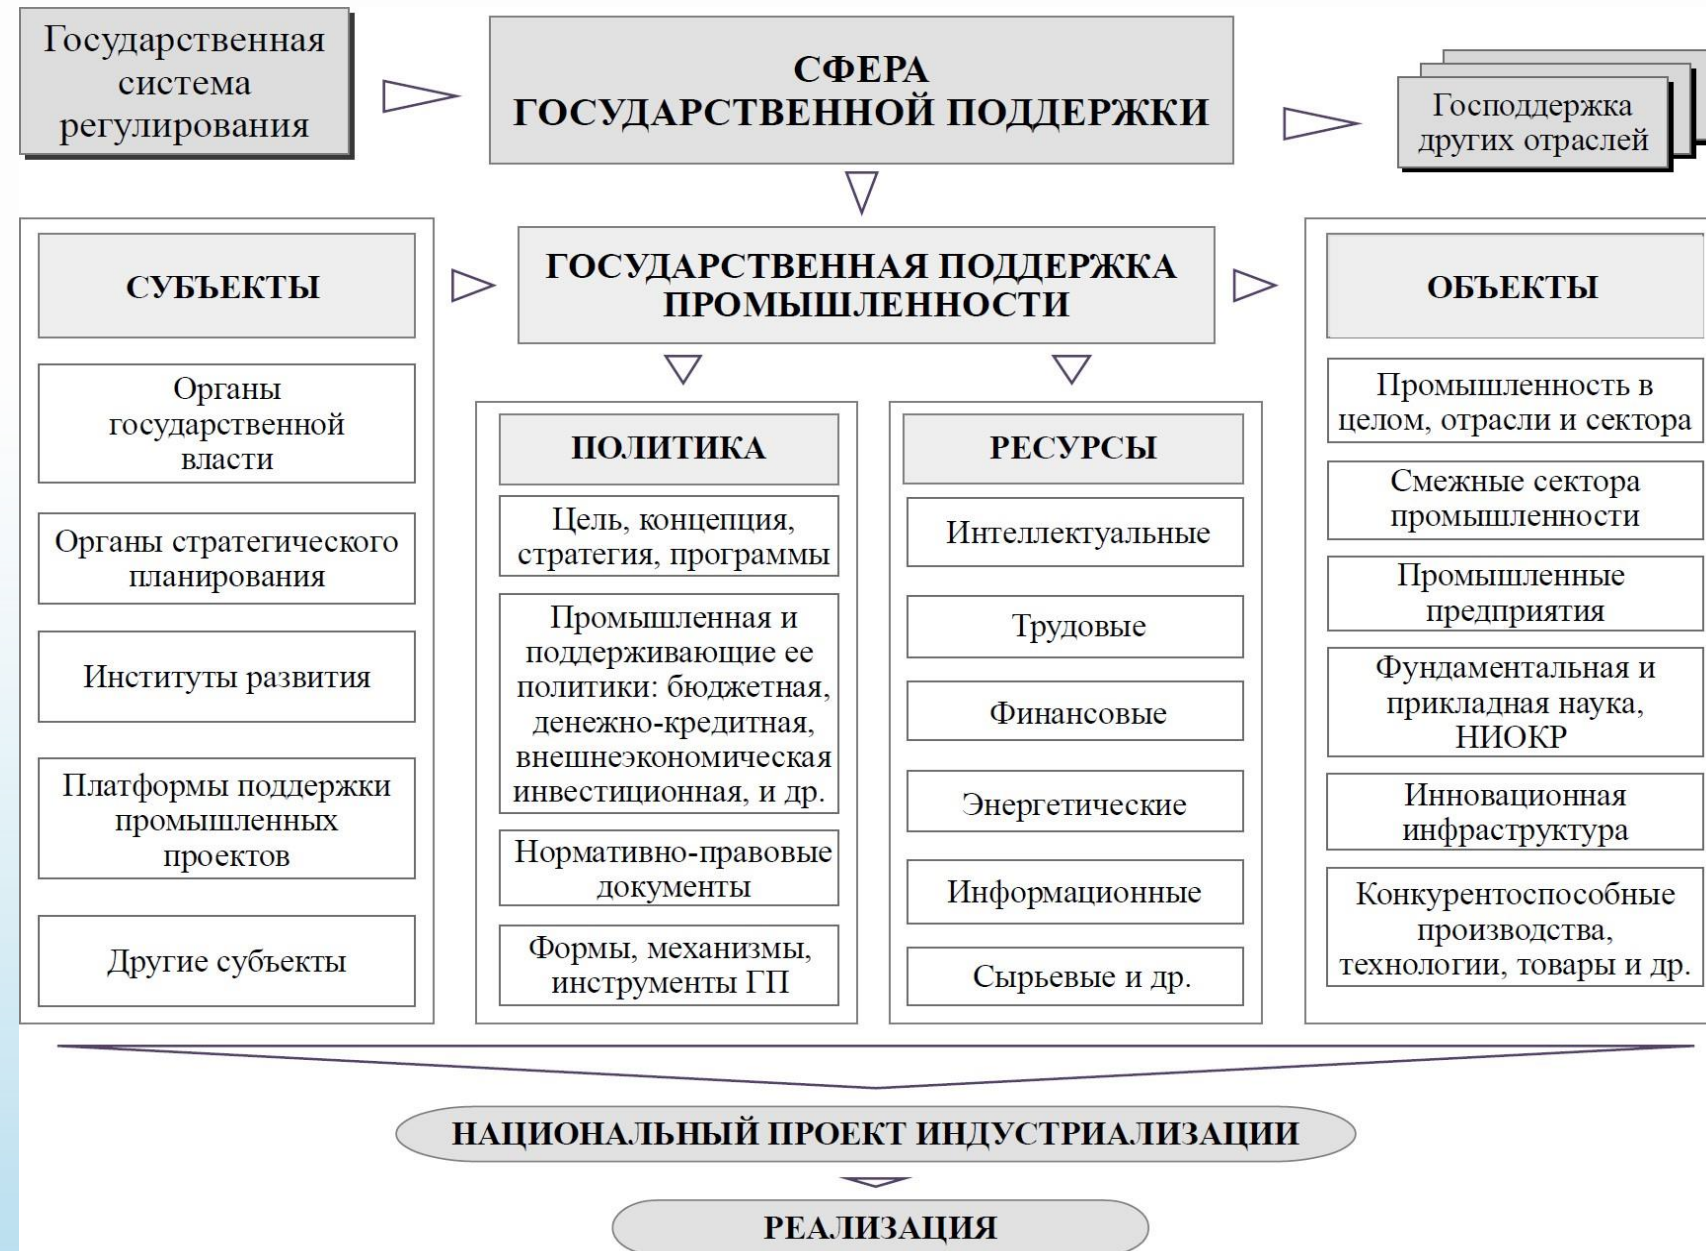 Государственная
система
регулирования
СФЕРА
ГОСУДАРСТВЕННОЙ ПОДДЕРЖКИ
Господдержка
других отраслей
СУБЪЕКТЫ
Органы
государственной
власти
Органы стратегического
планирования
Институты развития
Платформы поддержки
промышленных
проектов
Другие субъекты
ГОСУДАРСТВЕННАЯ ПОДДЕРЖКА
ПРОМЫШЛЕННОСТИ
ПОЛИТИКА
Цель, концепция,
стратегия, программы
Промышленная и
поддерживающие ее
политики: бюджетная,
денежно-кредитная,
внешнеэкономическая
инвестиционная, и др.
Нормативно-правовые
документы
Формы, механизмы,
инструменты ГП
РЕСУРСЫ
Интеллектуальные
Трудовые
Финансовые
Энергетические
Информационные
Сырьевые и др.
ОБЪЕКТЫ
Промышленность в
целом, отрасли и сектора
Смежные сектора
промышленности
Промышленные
предприятия
Фундаментальная и
прикладная наука,
НИОКР
Инновационная
инфраструктура
Конкурентоспособные
производства,
технологии, товары и др.
НАЦИОНАЛЬНЫЙ ПРОЕКТ ИНДУСТРИАЛИЗАЦИИ
РЕАЛИЗАЦИЯ